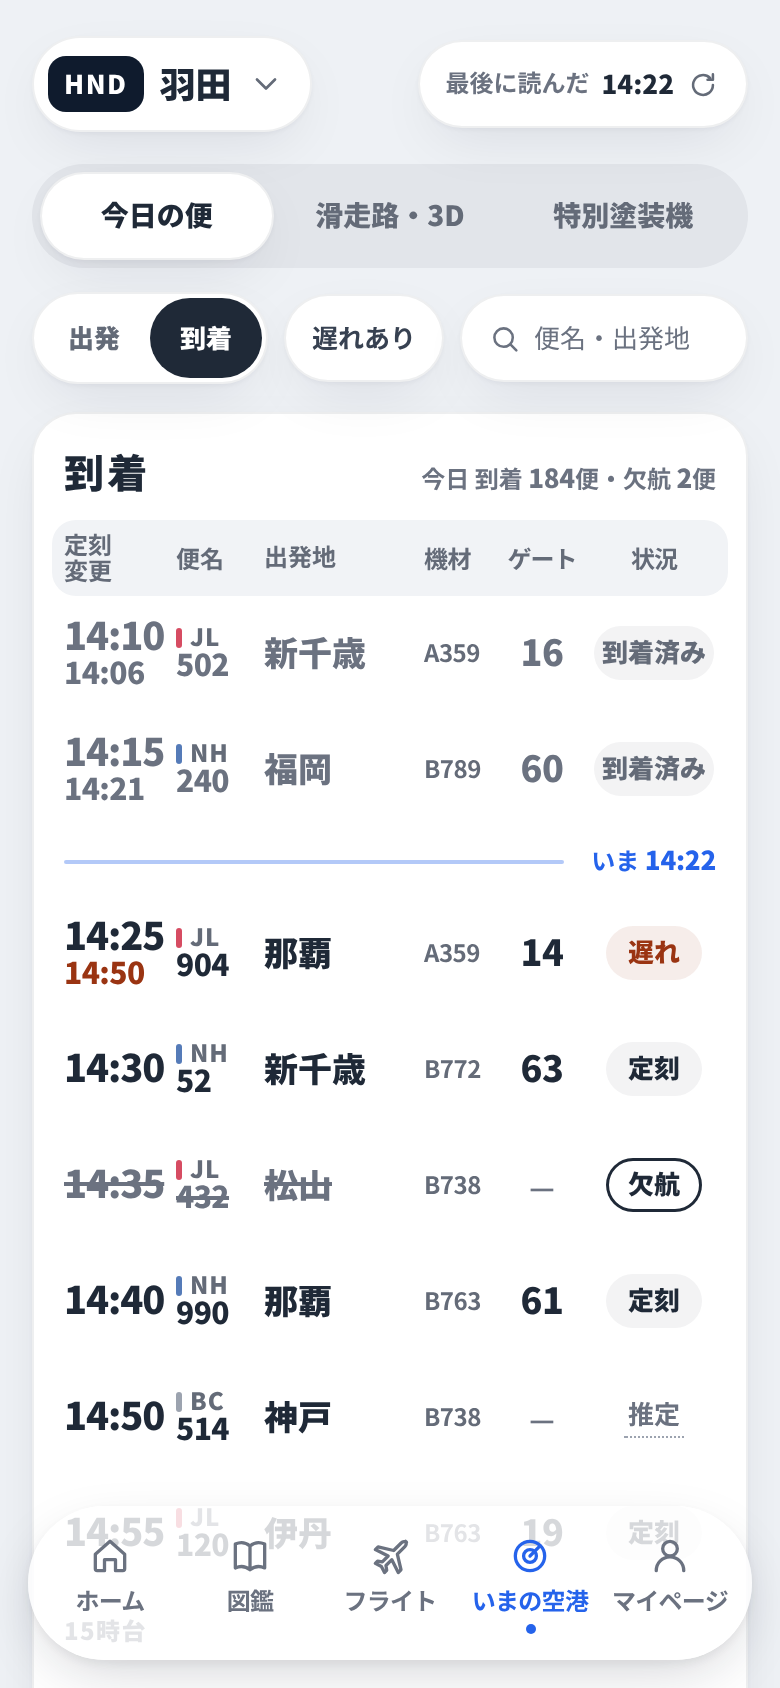 HND 羽田
最後に読んだ 14:22
今日の便 滑走路・3D 特別塗装機
出発 到着 遅れあり 便名・出発地
到着 今日 到着 184便・欠航 2便
定刻 変更 便名 出発地 機材 ゲート 状況
14:10 14:06 JL 502 新千歳 A359 16 到着済み
14:15 14:21 NH 240 福岡 B789 60 到着済み
いま 14:22
14:25 14:50 JL 904 那覇 A359 14 遅れ
14:30 NH 52 新千歳 B772 63 定刻
14:35 JL 432 松山 B738 — 欠航
14:40 NH 990 那覇 B763 61 定刻
14:50 BC 514 神戸 B738 — 推定
14:55 JL 120 伊丹 B763 19 定刻
ホーム 図鑑 フライト いまの空港 マイページ
15時台